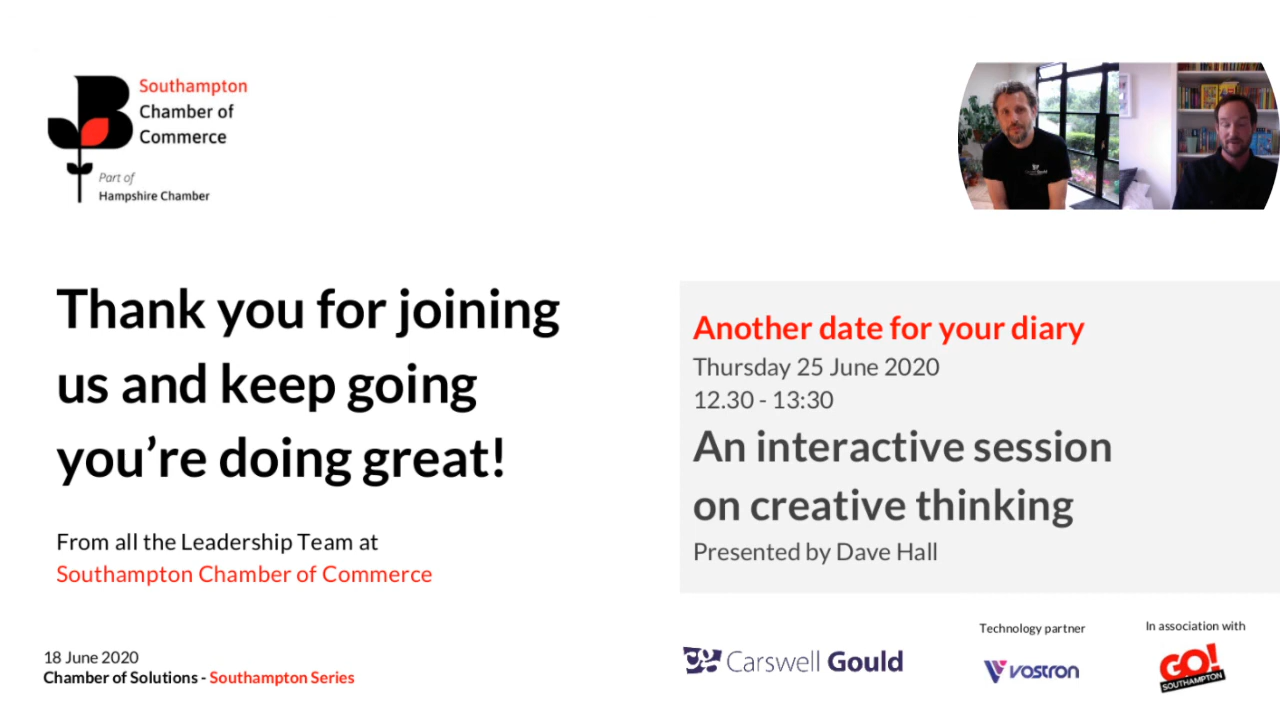 Southampton
Chamber of
Commerce
Part of
Hampshire Chamber
Thank you for joining
us and keep going
you’re doing great!
From all the Leadership Team at
Southampton Chamber of Commerce
18 June 2020
Chamber of Solutions - Southampton Series
Another date for your diary
Thursday 25 June 2020
12.30 - 13:30
An interactive session
on creative thinking
Presented by Dave Hall
Carswell Gould
Technology partner
vostron
In association with
GO!
SOUTHAMPTON